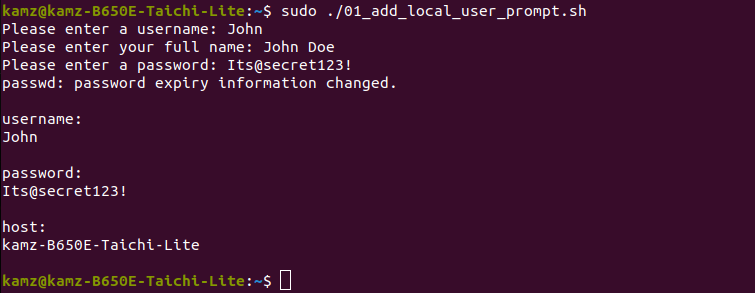 kamz@kamz-B650E-Taichi-Lite:~$ sudo ./01_add_local_user_prompt.sh
Please enter a username: John
Please enter your full name: John Doe
Please enter a password: Its@secret123!
passwd: password expiry information changed.
username:
John
password:
Its@secret123!
host:
kamz-B650E-Taichi-Lite
kamz@kamz-B650E-Taichi-Lite:~$